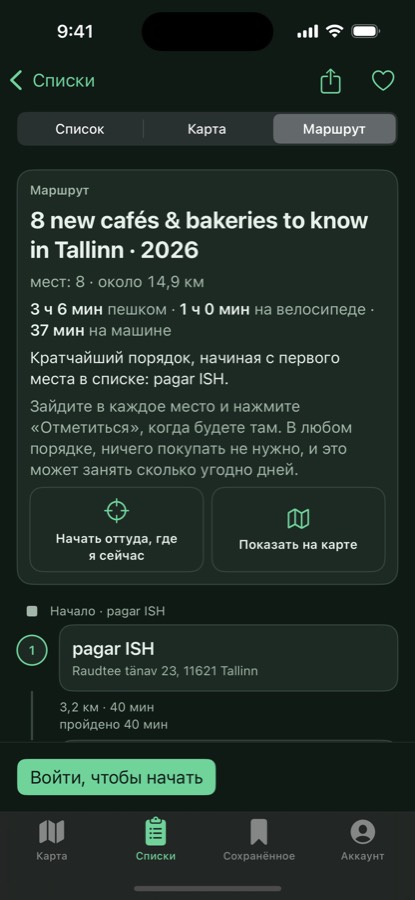 9:41
Списки
Список
Карта
Маршрут
Маршрут
8 new cafés & bakeries to know
in Tallinn · 2026
мест: 8 · около 14,9 км
3 ч 6 мин пешком · 1 ч 0 мин на велосипеде ·
37 мин на машине
Кратчайший порядок, начиная с первого
места в списке: pagar ISH.
Зайдите в каждое место и нажмите
«Отметиться», когда будете там. В любом
порядке, ничего покупать не нужно, и это
может занять сколько угодно дней.
Начать оттуда, где
я сейчас
Показать на карте
Начало · pagar ISH
1
pagar ISH
Raudtee tänav 23, 11621 Tallinn
3,2 км · 40 мин
пройдено 40 мин
Войти, чтобы начать
Карта
Списки
Сохранённое
Аккаунт